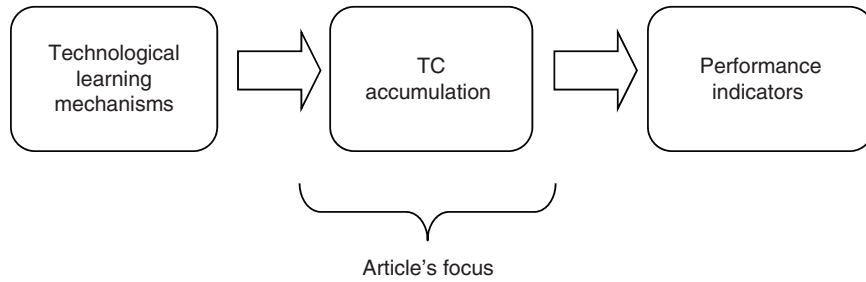 Technological
learning
mechanisms
TC
accumulation
Performance
indicators
Article's focus